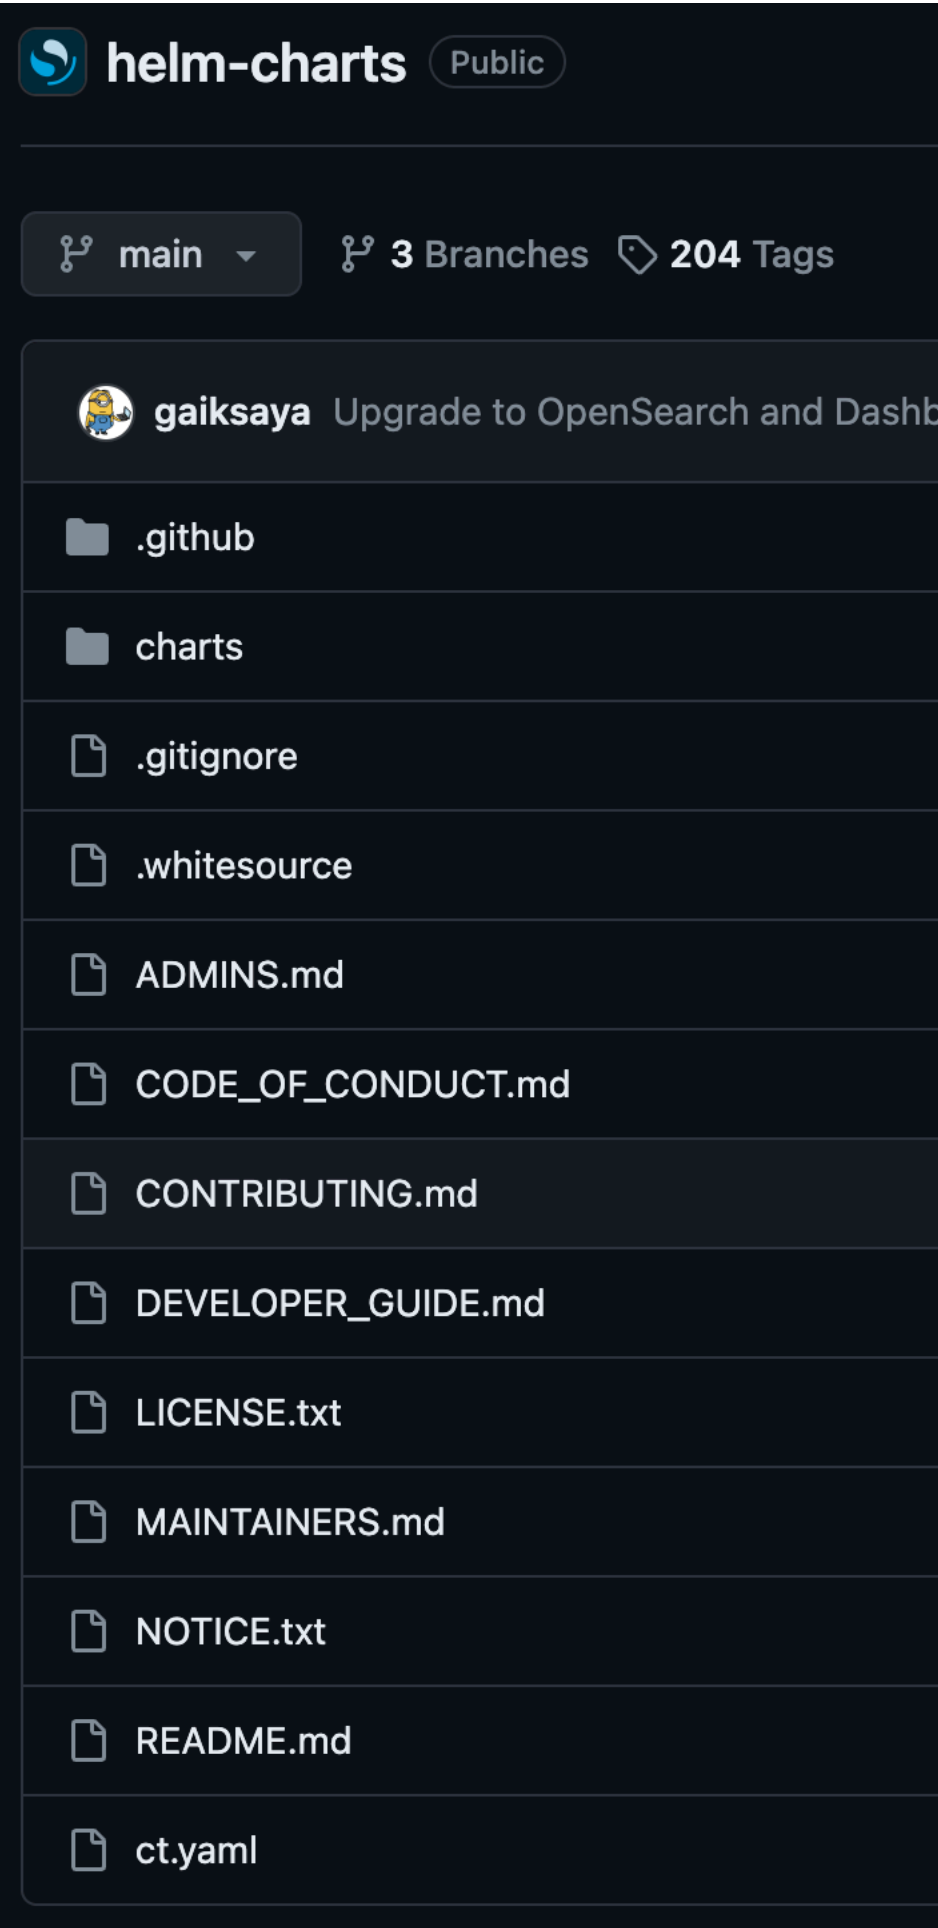 helm-charts Public
main 3 Branches 204 Tags
gaiksaya Upgrade to OpenSearch and Dashb
.github
charts
.gitignore
.whitesource
ADMINS.md
CODE_OF_CONDUCT.md
CONTRIBUTING.md
DEVELOPER_GUIDE.md
LICENSE.txt
MAINTAINERS.md
NOTICE.txt
README.md
ct.yaml